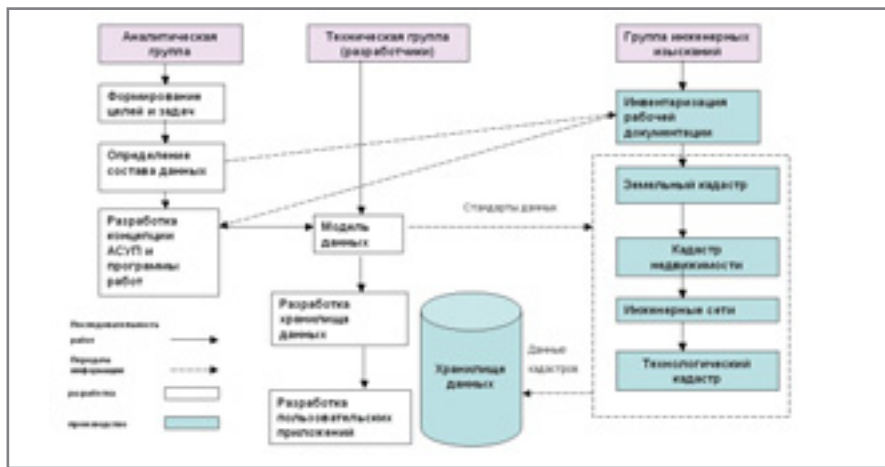 Аналитическая
группа
Техническая группа
(разработчики)
Группа инженерных
изысканий
Формирование
целей и задач
Инвентаризация
рабочей
документации
Определение
состава данных
Земельный кадастр
Разработка
концепции
АСУП и
программы
работ
Модель
данных
Стандарты данных
Кадастр
недвижимости
Разработка
хранилища
данных
Инженерные сети
Хранилище
данных
Данные
кадастров
Технологический
кадастр
Разработка
пользовательских
приложений
Последовательность
работ
Передача
информации
разработка
производство